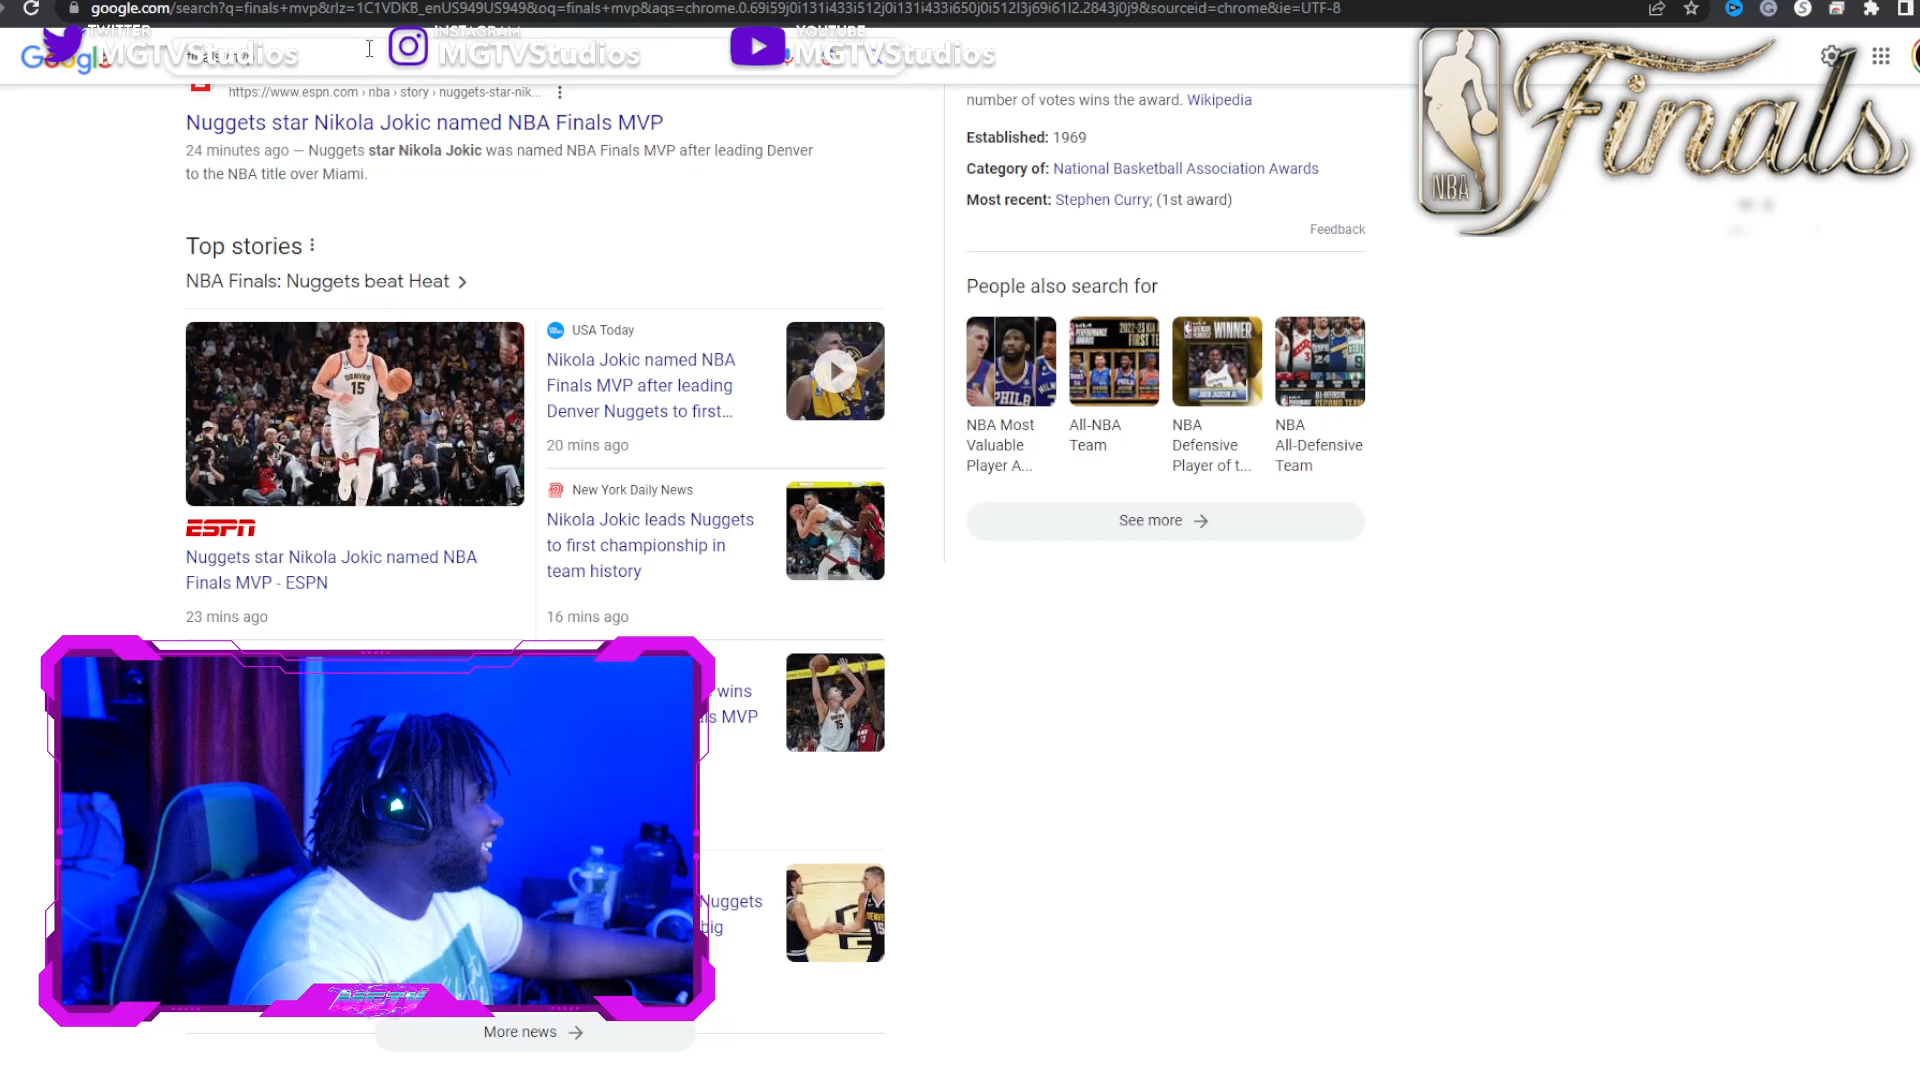 google.com/search?q=finals+mvp&rlz=1C1VDKB_enUS949US949&oq=finals+mvp&aqs=chrome.0.69i59j0i131i433i512j0i131i433i650j0i512l3j69i61l2.2843j0j9&sourceid=chrome&ie=UTF-8
TWITTER
MGTVStudios
INSTAGRAM
MGTVStudios
YOUTUBE
MGTVStudios
Google
NBA
Finals
https://www.espn.com › nba › story › nuggets-star-nik...
Nuggets star Nikola Jokic named NBA Finals MVP
24 minutes ago — Nuggets star Nikola Jokic was named NBA Finals MVP after leading Denver
to the NBA title over Miami.
Top stories
NBA Finals: Nuggets beat Heat
DENVER
15
ESPN
Nuggets star Nikola Jokic named NBA
Finals MVP - ESPN
23 mins ago
USA Today
Nikola Jokic named NBA
Finals MVP after leading
Denver Nuggets to first...
20 mins ago
New York Daily News
Nikola Jokic leads Nuggets
to first championship in
team history
16 mins ago
wins
MVP
Nuggets
big
More news
number of votes wins the award. Wikipedia
Established: 1969
Category of: National Basketball Association Awards
Most recent: Stephen Curry; (1st award)
Feedback
People also search for
NBA Most
Valuable
Player A...
All-NBA
Team
WINNER
NBA
Defensive
Player of t...
NBA
All-Defensive
Team
See more